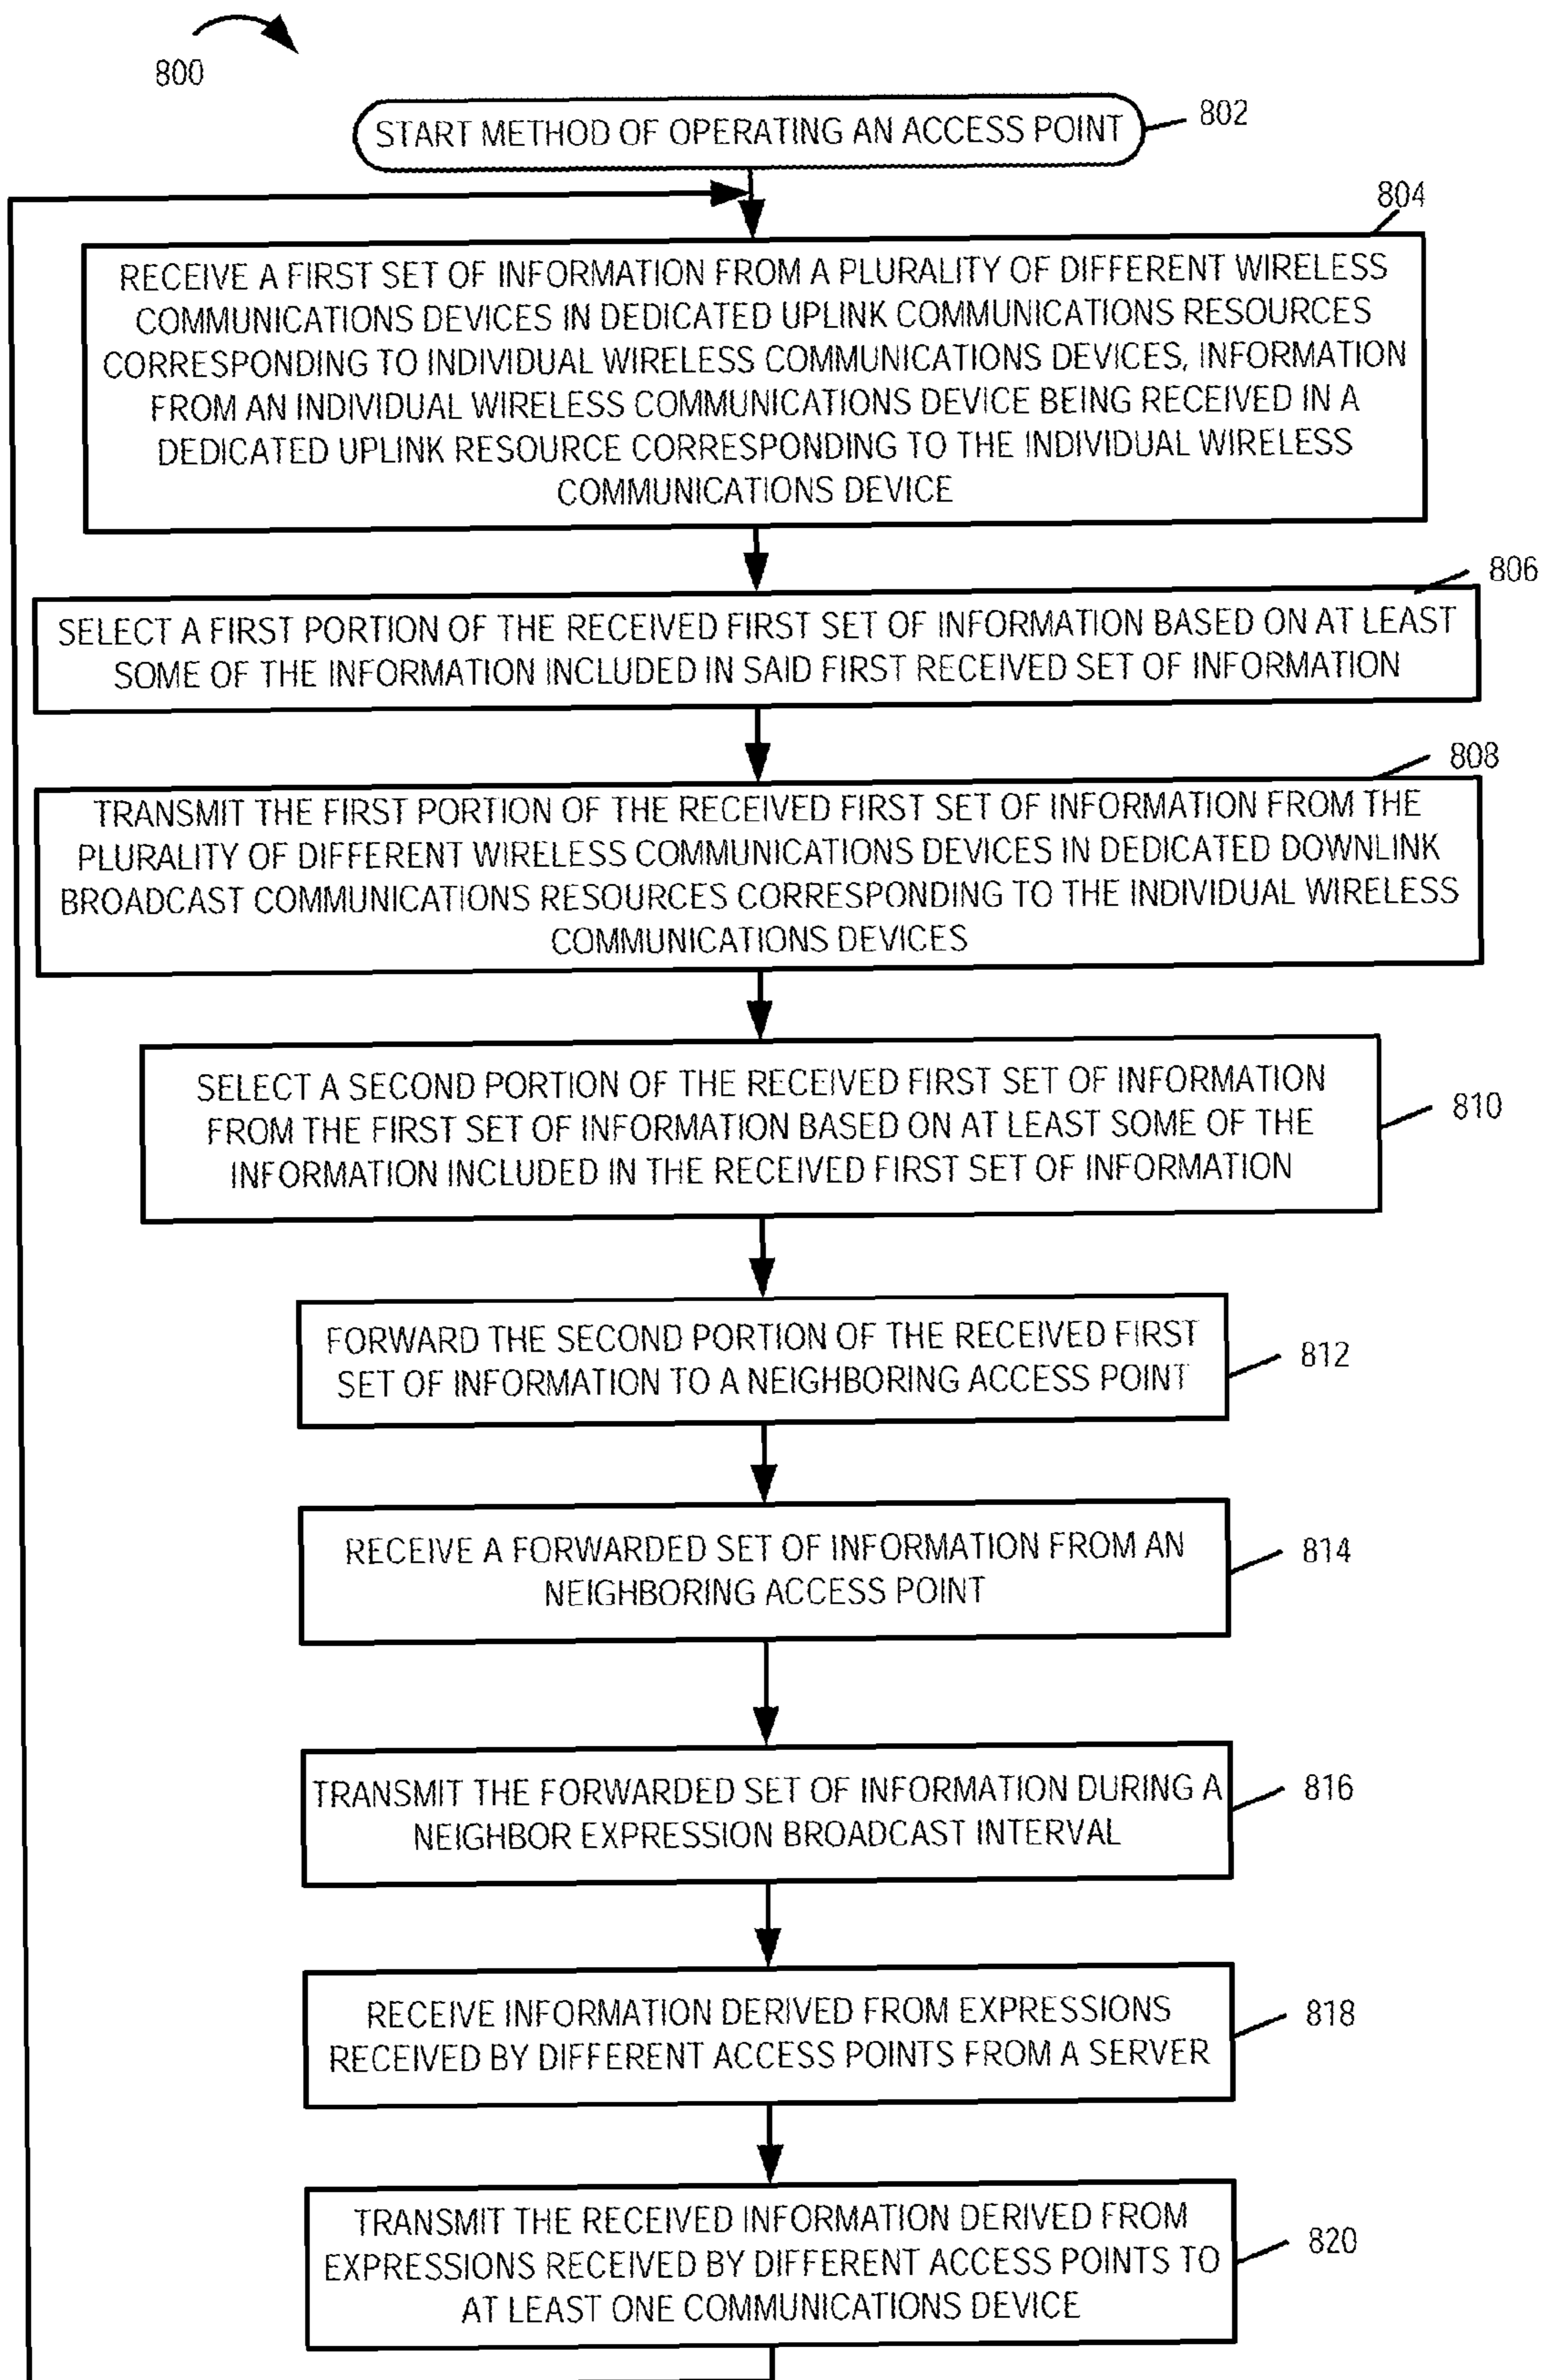 800
START METHOD OF OPERATING AN ACCESS POINT
802
804
RECEIVE A FIRST SET OF INFORMATION FROM A PLURALITY OF DIFFERENT WIRELESS
COMMUNICATIONS DEVICES IN DEDICATED UPLINK COMMUNICATIONS RESOURCES
CORRESPONDING TO INDIVIDUAL WIRELESS COMMUNICATIONS DEVICES, INFORMATION
FROM AN INDIVIDUAL WIRELESS COMMUNICATIONS DEVICE BEING RECEIVED IN A
DEDICATED UPLINK RESOURCE CORRESPONDING TO THE INDIVIDUAL WIRELESS
COMMUNICATIONS DEVICE
806
SELECT A FIRST PORTION OF THE RECEIVED FIRST SET OF INFORMATION BASED ON AT LEAST
SOME OF THE INFORMATION INCLUDED IN SAID FIRST RECEIVED SET OF INFORMATION
808
TRANSMIT THE FIRST PORTION OF THE RECEIVED FIRST SET OF INFORMATION FROM THE
PLURALITY OF DIFFERENT WIRELESS COMMUNICATIONS DEVICES IN DEDICATED DOWNLINK
BROADCAST COMMUNICATIONS RESOURCES CORRESPONDING TO THE INDIVIDUAL WIRELESS
COMMUNICATIONS DEVICES
SELECT A SECOND PORTION OF THE RECEIVED FIRST SET OF INFORMATION
FROM THE FIRST SET OF INFORMATION BASED ON AT LEAST SOME OF THE
INFORMATION INCLUDED IN THE RECEIVED FIRST SET OF INFORMATION
810
FORWARD THE SECOND PORTION OF THE RECEIVED FIRST
SET OF INFORMATION TO A NEIGHBORING ACCESS POINT
812
RECEIVE A FORWARDED SET OF INFORMATION FROM AN
NEIGHBORING ACCESS POINT
814
TRANSMIT THE FORWARDED SET OF INFORMATION DURING A
NEIGHBOR EXPRESSION BROADCAST INTERVAL
816
RECEIVE INFORMATION DERIVED FROM EXPRESSIONS
RECEIVED BY DIFFERENT ACCESS POINTS FROM A SERVER
818
TRANSMIT THE RECEIVED INFORMATION DERIVED FROM
EXPRESSIONS RECEIVED BY DIFFERENT ACCESS POINTS TO
AT LEAST ONE COMMUNICATIONS DEVICE
820